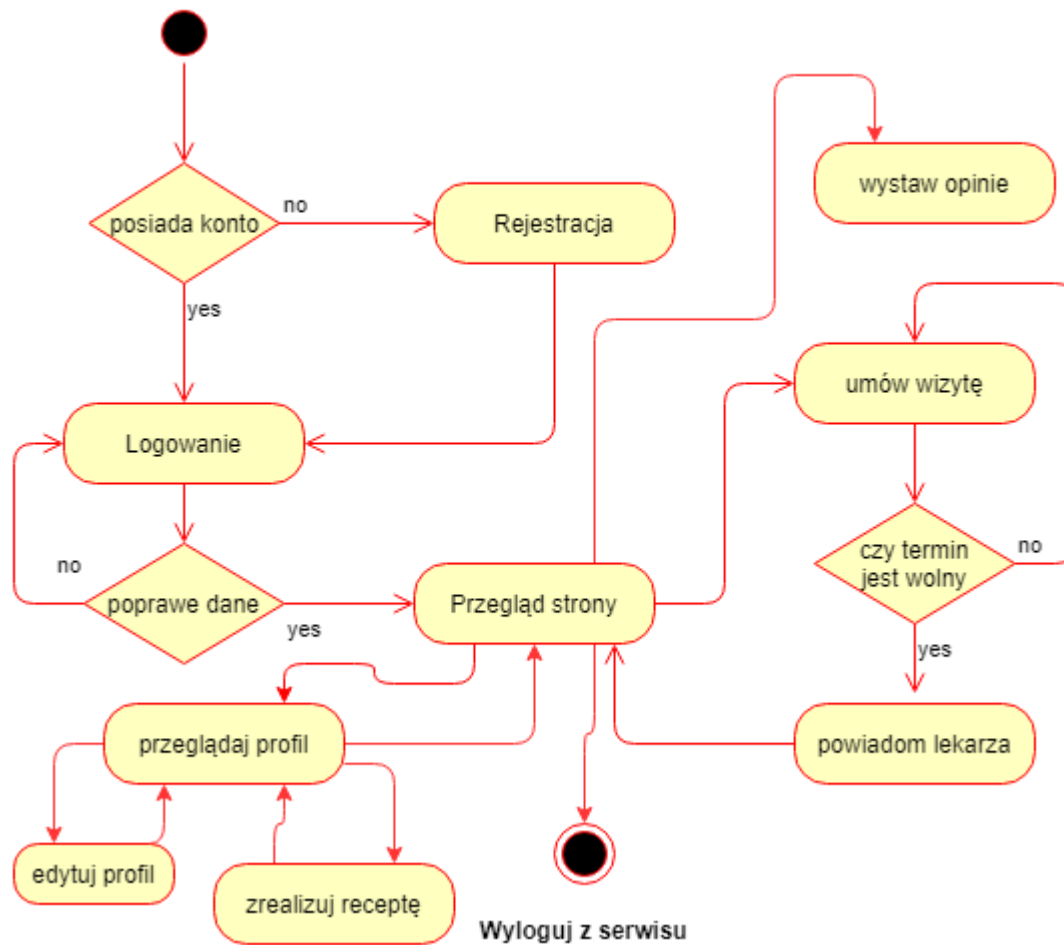 wystaw opinie
posiada konto
no
Rejestracja
yes
umów wizytę
Logowanie
czy termin
jest wolny
no
no
poprawe dane
yes
Przegląd strony
yes
przeglądaj profil
powiadom lekarza
edytuj profil
zrealizuj receptę
Wyloguj z serwisu